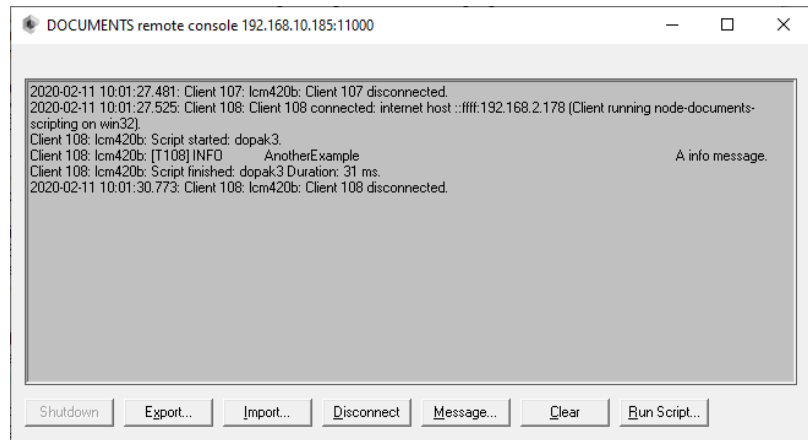 DOCUMENTS remote console 192.168.10.185:11000
2020-02-11 10:01:27.481: Client 107: lcm420b: Client 107 disconnected.
2020-02-11 10:01:27.525: Client 108: Client 108 connected: internet host ::ffff:192.168.2.178 (Client running node-documents-
scripting on win32).
Client 108: lcm420b: Script started: dopak3.
Client 108: lcm420b: [T108] INFO AnotherExample A info message.
Client 108: lcm420b: Script finished: dopak3 Duration: 31 ms.
2020-02-11 10:01:30.773: Client 108: lcm420b: Client 108 disconnected.
Shutdown Export... Import... Disconnect Message... Clear Run Script...